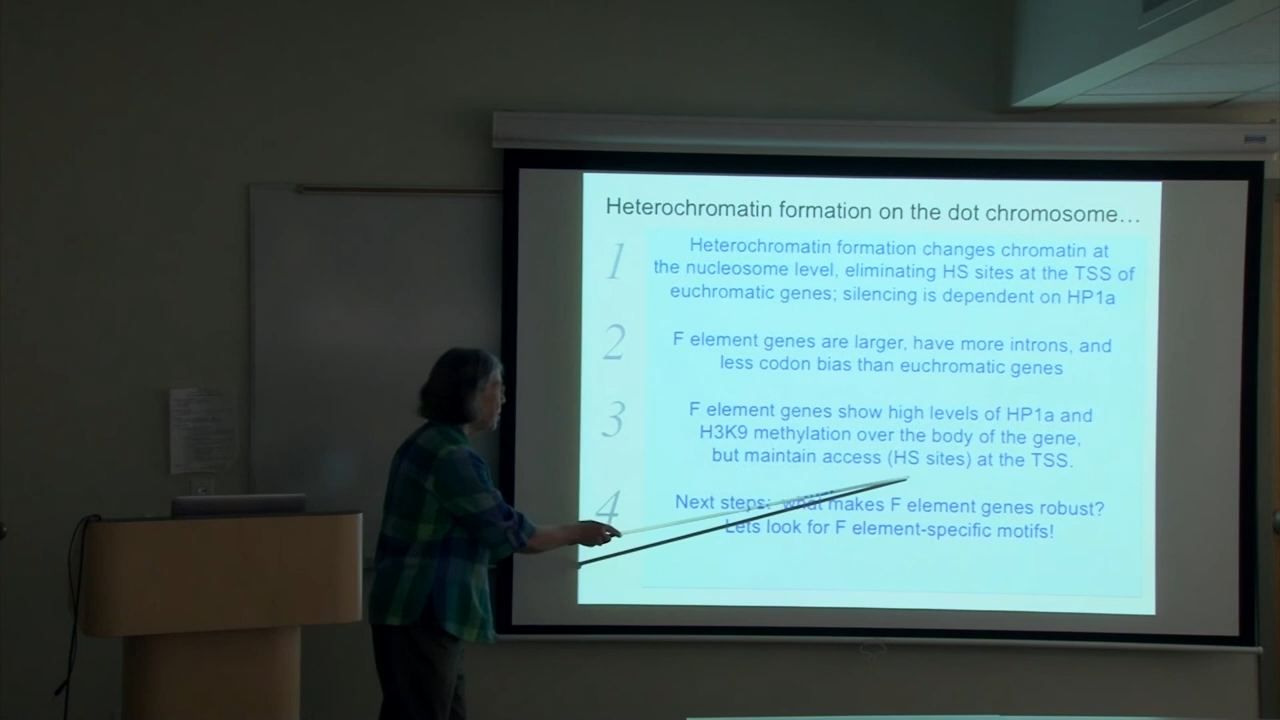 Heterochromatin formation on the dot chromosome…
1
Heterochromatin formation changes chromatin at
the nucleosome level, eliminating HS sites at the TSS of
euchromatic genes; silencing is dependent on HP1a
2
F element genes are larger, have more introns, and
less codon bias than euchromatic genes
3
F element genes show high levels of HP1a and
H3K9 methylation over the body of the gene,
but maintain access (HS sites) at the TSS.
4
Next steps: what makes F element genes robust?
Lets look for F element-specific motifs!